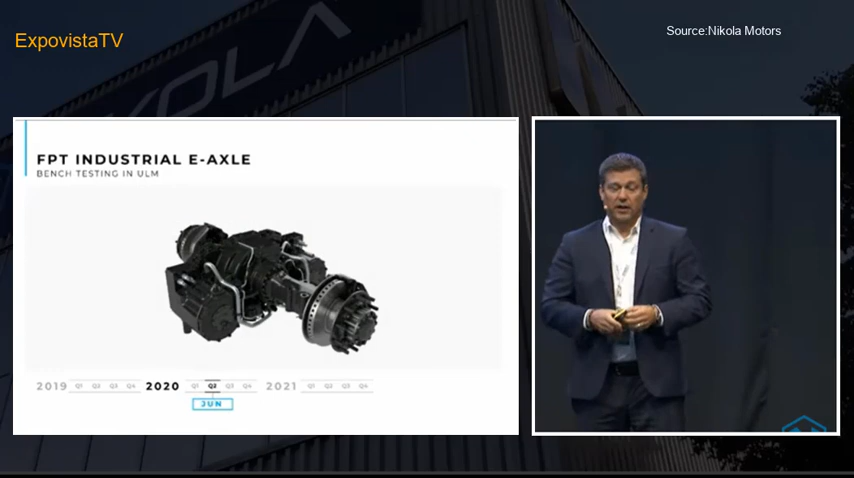 ExpovistaTV
Source:Nikola Motors
FPT INDUSTRIAL E-AXLE
BENCH TESTING IN ULM
2019 Q1 Q2 Q3 Q4 2020 Q1 Q2 Q3 Q4 2021 Q1 Q2 Q3 Q4
JUN